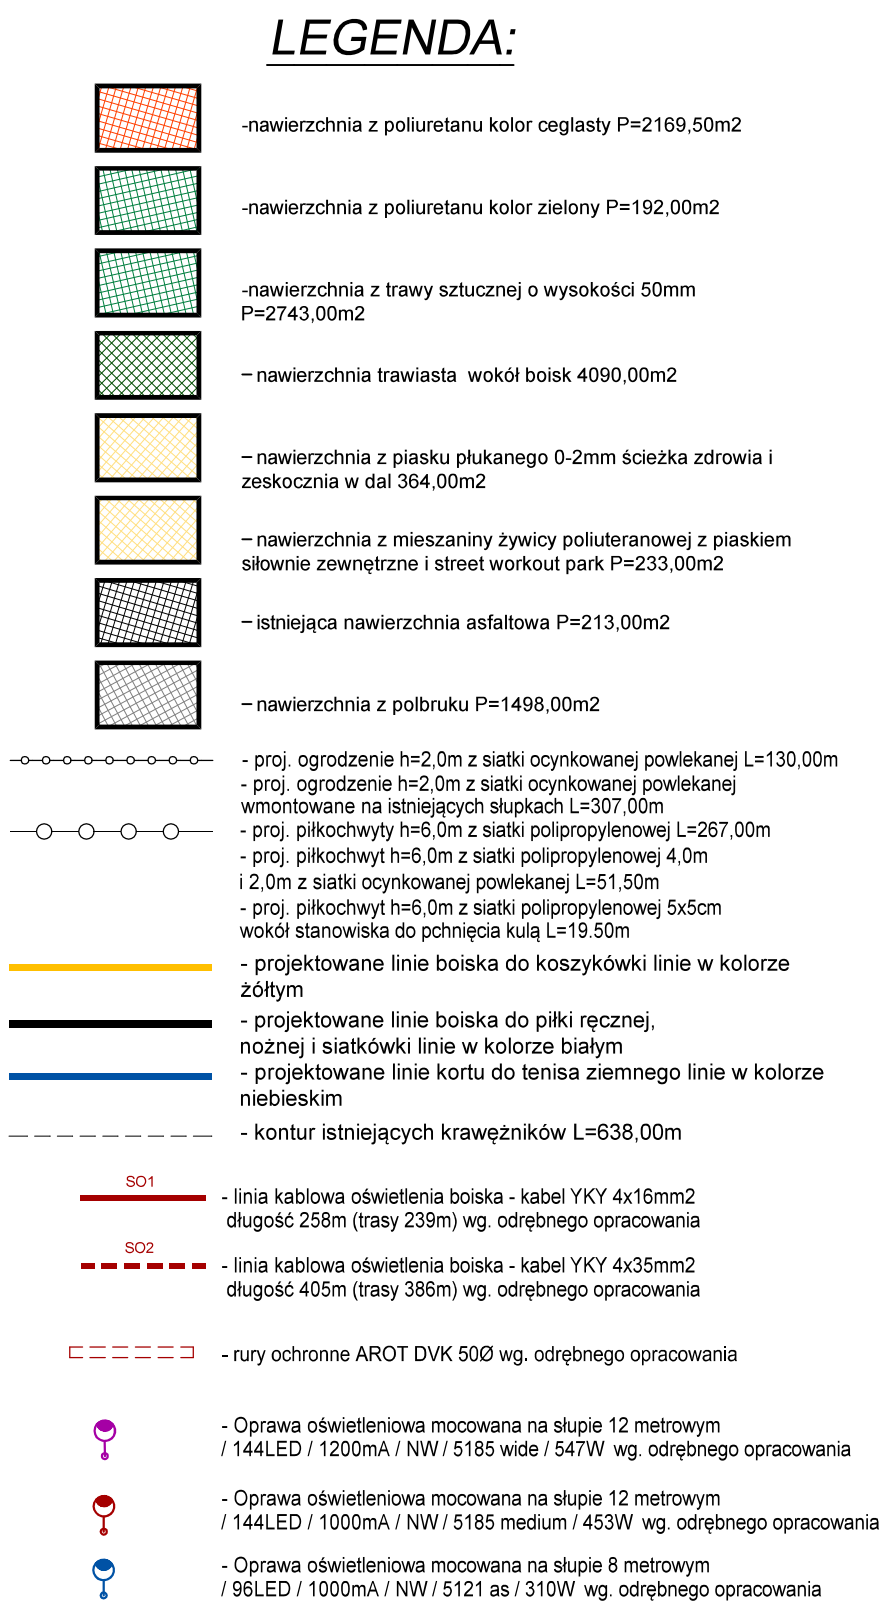 LEGENDA:
-nawierzchnia z poliuretanu kolor ceglasty P=2169,50m2
-nawierzchnia z poliuretanu kolor zielony P=192,00m2
-nawierzchnia z trawy sztucznej o wysokości 50mm
P=2743,00m2
– nawierzchnia trawiasta wokół boisk 4090,00m2
– nawierzchnia z piasku płukanego 0-2mm ścieżka zdrowia i
zeskocznia w dal 364,00m2
– nawierzchnia z mieszaniny żywicy poliuteranowej z piaskiem
siłownie zewnętrzne i street workout park P=233,00m2
– istniejąca nawierzchnia asfaltowa P=213,00m2
– nawierzchnia z polbruku P=1498,00m2
- proj. ogrodzenie h=2,0m z siatki ocynkowanej powlekanej L=130,00m
- proj. ogrodzenie h=2,0m z siatki ocynkowanej powlekanej
wmontowane na istniejących słupkach L=307,00m
- proj. piłkochwyty h=6,0m z siatki polipropylenowej L=267,00m
- proj. piłkochwyt h=6,0m z siatki polipropylenowej 4,0m
i 2,0m z siatki ocynkowanej powlekanej L=51,50m
- proj. piłkochwyt h=6,0m z siatki polipropylenowej 5x5cm
wokół stanowiska do pchnięcia kulą L=19.50m
- projektowane linie boiska do koszykówki linie w kolorze
żółtym
- projektowane linie boiska do piłki ręcznej,
nożnej i siatkówki linie w kolorze białym
- projektowane linie kortu do tenisa ziemnego linie w kolorze
niebieskim
- kontur istniejących krawężników L=638,00m
SO1
- linia kablowa oświetlenia boiska - kabel YKY 4x16mm2
długość 258m (trasy 239m) wg. odrębnego opracowania
SO2
- linia kablowa oświetlenia boiska - kabel YKY 4x35mm2
długość 405m (trasy 386m) wg. odrębnego opracowania
- rury ochronne AROT DVK 50Ø wg. odrębnego opracowania
- Oprawa oświetleniowa mocowana na słupie 12 metrowym
/ 144LED / 1200mA / NW / 5185 wide / 547W wg. odrębnego opracowania
- Oprawa oświetleniowa mocowana na słupie 12 metrowym
/ 144LED / 1000mA / NW / 5185 medium / 453W wg. odrębnego opracowania
- Oprawa oświetleniowa mocowana na słupie 8 metrowym
/ 96LED / 1000mA / NW / 5121 as / 310W wg. odrębnego opracowania